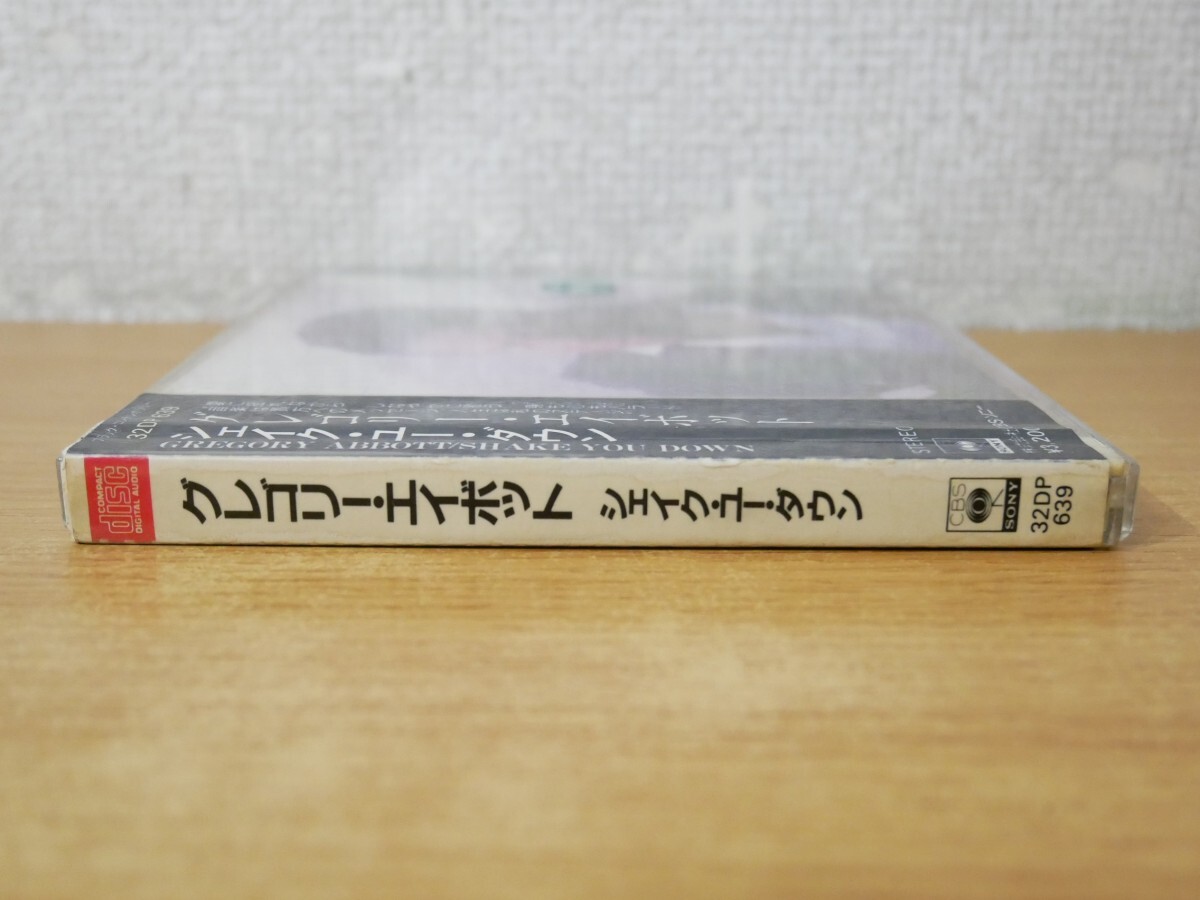 32DP 639
グレゴリー・エイボット
シェイク・ユー・ダウン
GREGORY ABBOTT/SHAKE YOU DOWN
STEREO
¥3,200
COMPACT
disc
DIGITAL AUDIO
グレゴリー・エイボット シェイク・ユー・ダウン
CBS
SONY
32DP
639